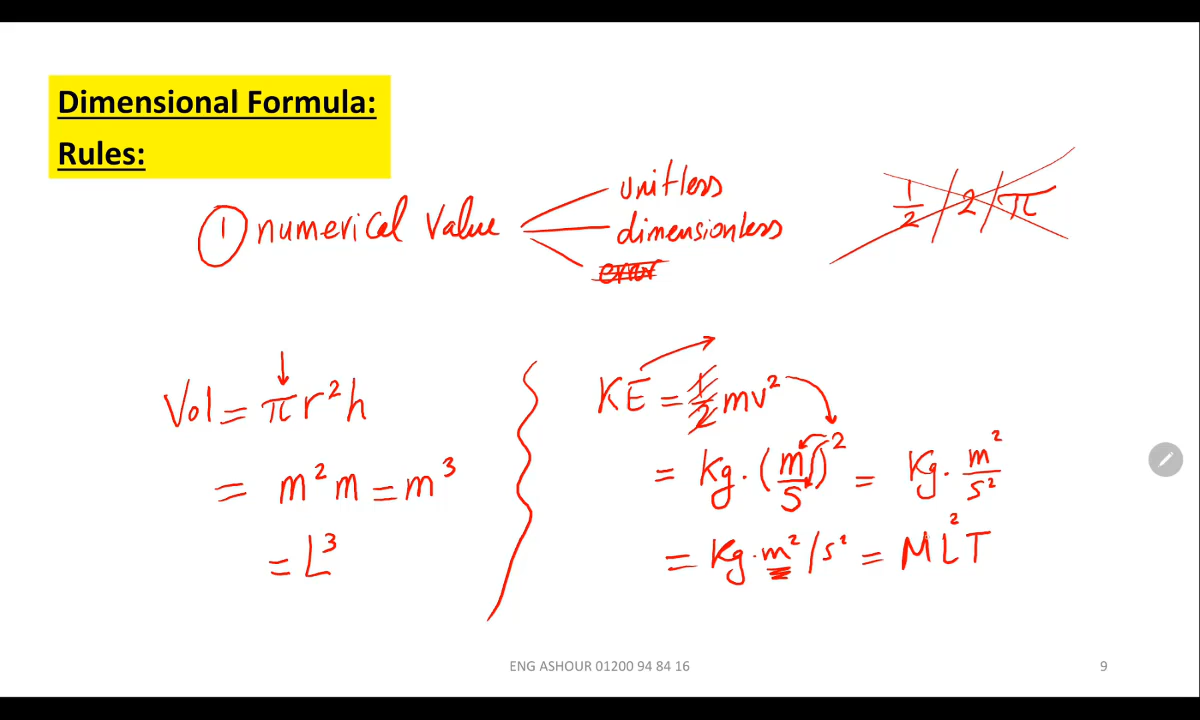 Dimensional Formula:
Rules:
① numerical value
unitless
dimensionless
error
1/2 / 2 / π
Vol = πr²h
= m²m = m³
= L³
KE = 1/2 mv²
= Kg.(m/s)² = Kg. m²/s²
= Kg.m²/s² = ML²T
ENG ASHOUR 01200 94 84 16
9